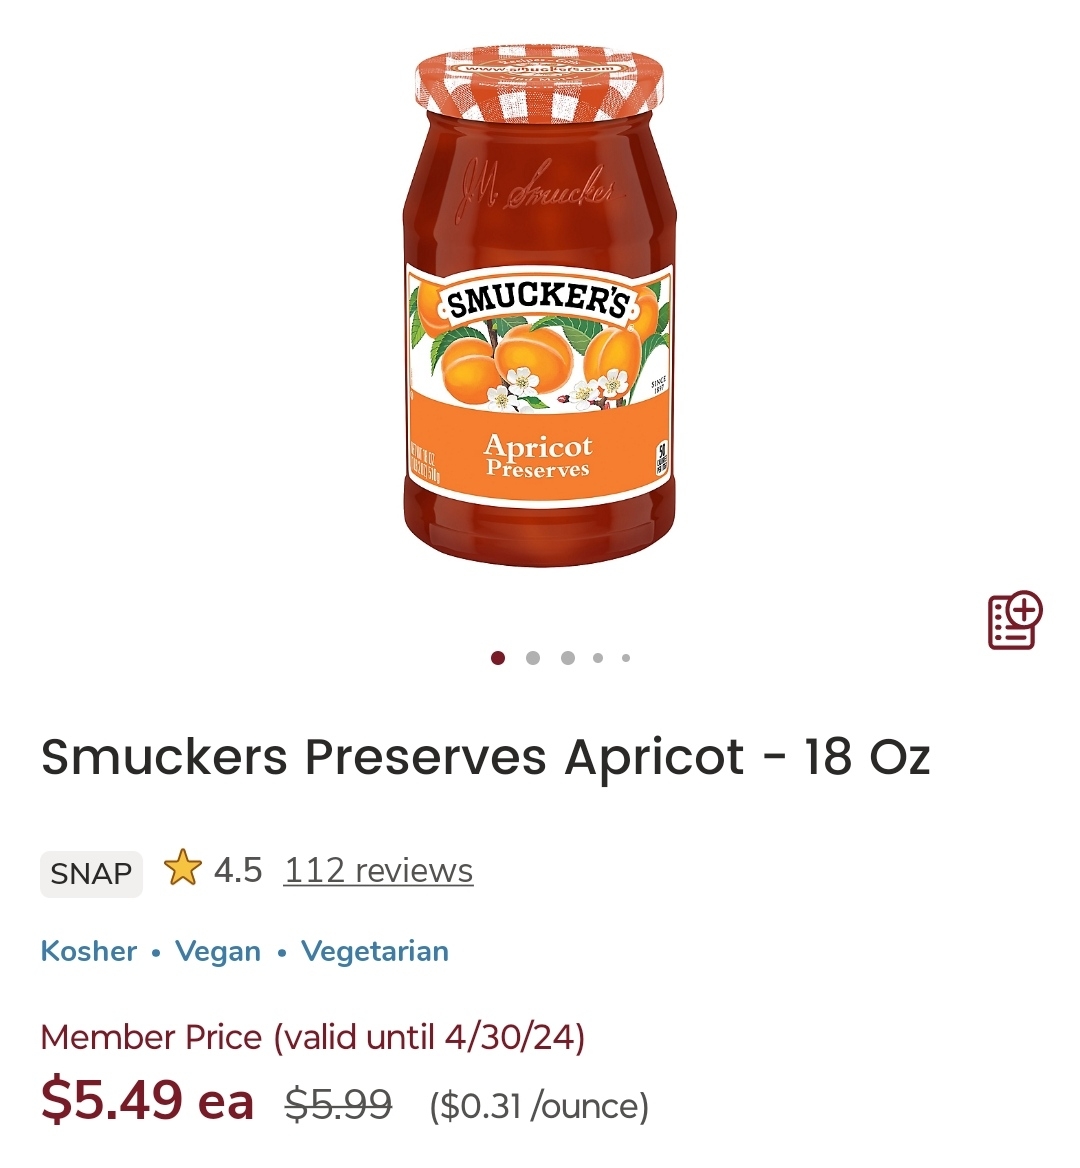 www.smuckers.com
J.M. Smucker
SMUCKER'S
SINCE
1897
Apricot
Preserves
50
Smuckers Preserves Apricot - 18 Oz
SNAP 4.5 112 reviews
Kosher • Vegan • Vegetarian
Member Price (valid until 4/30/24)
$5.49 ea $5.99 ($0.31 /ounce)